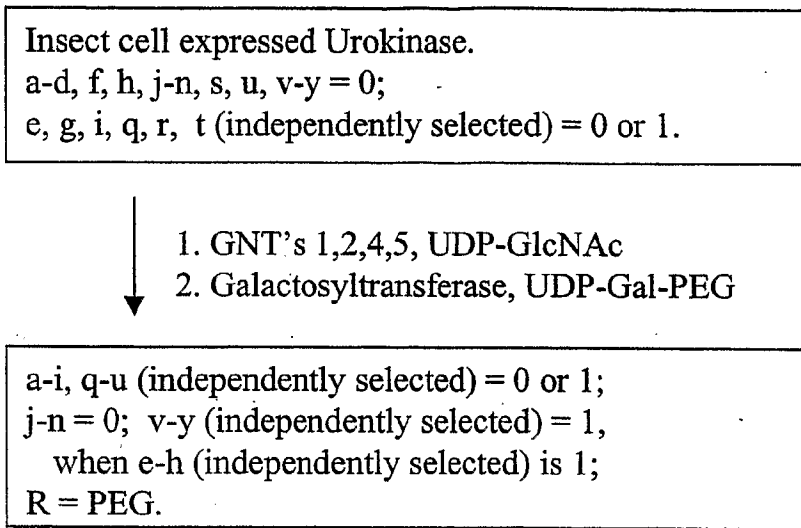 Insect cell expressed Urokinase.
a-d, f, h, j-n, s, u, v-y = 0;
e, g, i, q, r, t (independently selected) = 0 or 1.
1. GNT's 1,2,4,5, UDP-GlcNAc
2. Galactosyltransferase, UDP-Gal-PEG
a-i, q-u (independently selected) = 0 or 1;
j-n = 0; v-y (independently selected) = 1,
when e-h (independently selected) is 1;
R = PEG.